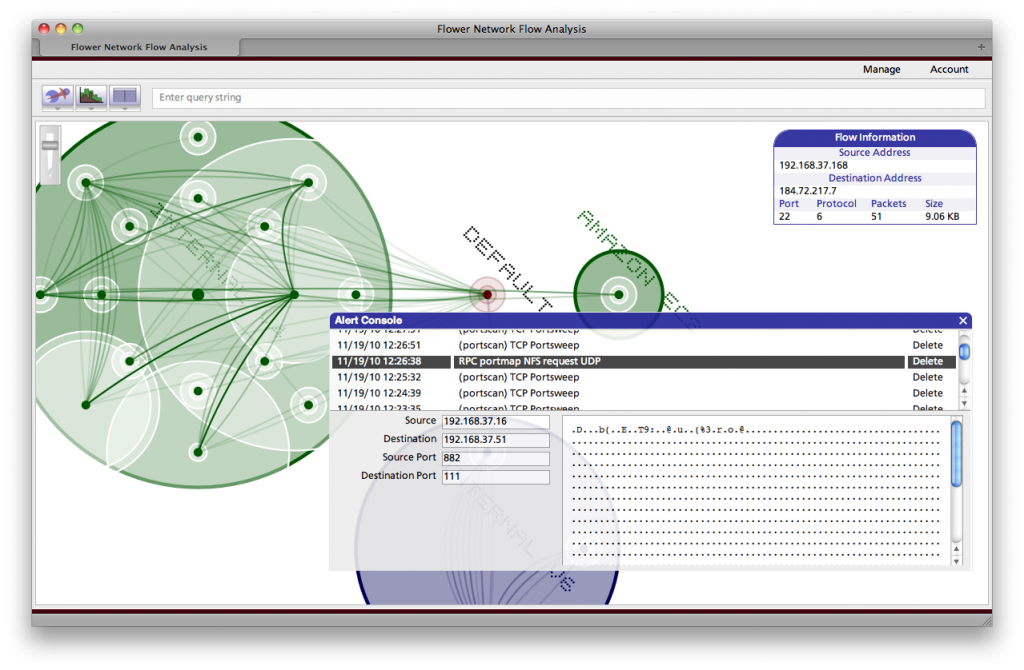 Flower Network Flow Analysis
Flower Network Flow Analysis
Manage Account
Enter query string
Flow Information
Source Address
192.168.37.168
Destination Address
184.72.217.7
Port Protocol Packets Size
22 6 51 9.06 KB
INTERNAL
DEFAULT
AMAZON EC2
Alert Console
11/19/10 12:27:51 (portscan) TCP Portsweep Delete
11/19/10 12:26:51 (portscan) TCP Portsweep Delete
11/19/10 12:26:38 RPC portmap NFS request UDP Delete
11/19/10 12:25:32 (portscan) TCP Portsweep Delete
11/19/10 12:24:39 (portscan) TCP Portsweep Delete
11/19/10 12:23:35 (portscan) TCP Portsweep Delete
Source 192.168.37.16
Destination 192.168.37.51
Source Port 882
Destination Port 111